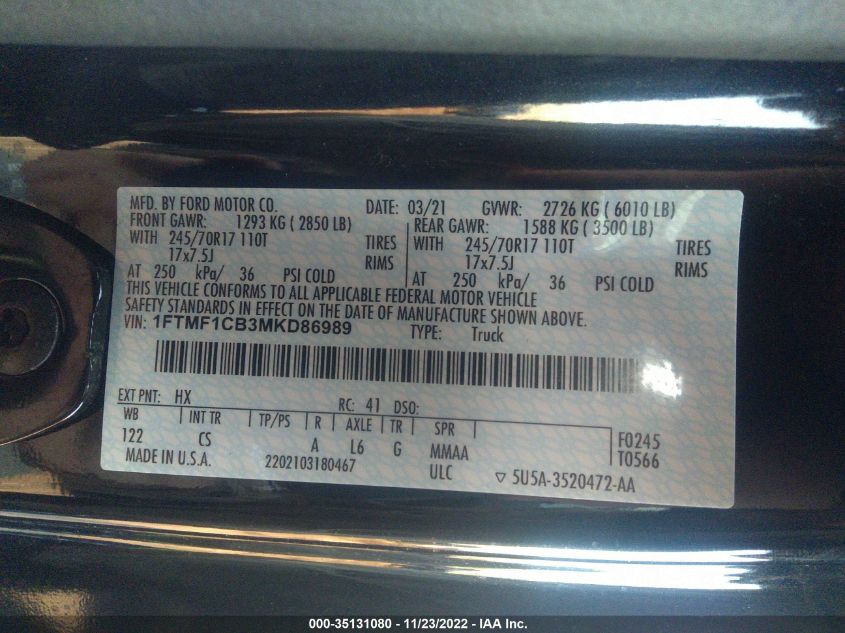 MFD. BY FORD MOTOR CO. DATE: 03/21 GVWR: 2726 KG ( 6010 LB)
FRONT GAWR: 1293 KG ( 2850 LB) REAR GAWR: 1588 KG ( 3500 LB)
WITH 245/70R17 110T TIRES WITH 245/70R17 110T TIRES
17x7.5J RIMS 17x7.5J RIMS
AT 250 kPa/ 36 PSI COLD AT 250 kPa/ 36 PSI COLD
THIS VEHICLE CONFORMS TO ALL APPLICABLE FEDERAL MOTOR VEHICLE
SAFETY STANDARDS IN EFFECT ON THE DATE OF MANUFACTURE SHOWN ABOVE.
VIN: 1FTMF1CB3MKD86989 TYPE: Truck
EXT PNT: HX RC: 41 DSO:
WB INT TR TP/PS R AXLE TR SPR
122 CS A L6 G MMAA F0245
ULC T0566
MADE IN U.S.A. 2202103180467 ▽ 5U5A-3520472-AA
000-35131080 - 11/23/2022 - IAA Inc.